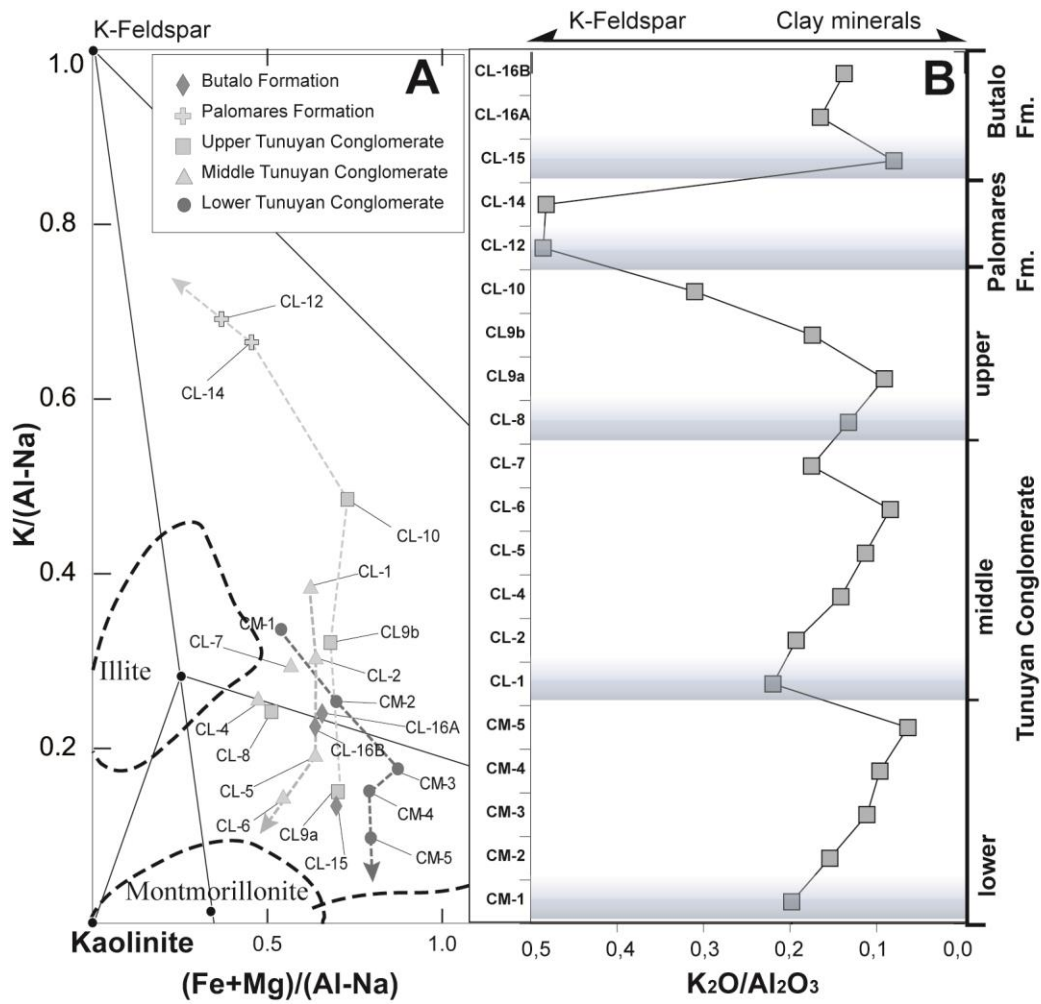 K-Feldspar
A
Butalo Formation
Palomares Formation
Upper Tunuyan Conglomerate
Middle Tunuyan Conglomerate
Lower Tunuyan Conglomerate
1.0
0.8
0.6
0.4
0.2
K/(Al-Na)
CL-12
CL-14
CL-10
CL-1
CM-1
CL9b
CL-7
CL-2
Illite
CM-2
CL-4
CL-16A
CL-8
CL-16B
CL-5
CM-3
CL-6
CM-4
CL9a
CL-15
CM-5
Montmorillonite
Kaolinite
0.5
1.0
(Fe+Mg)/(Al-Na)
K-Feldspar
Clay minerals
B
CL-16B
CL-16A
CL-15
CL-14
CL-12
CL-10
CL9b
CL9a
CL-8
CL-7
CL-6
CL-5
CL-4
CL-2
CL-1
CM-5
CM-4
CM-3
CM-2
CM-1
0,5
0,4
0,3
0,2
0,1
0,0
K₂O/Al₂O₃
Butalo
Fm.
Palomares
Fm.
upper
middle
lower
Tunuyan Conglomerate